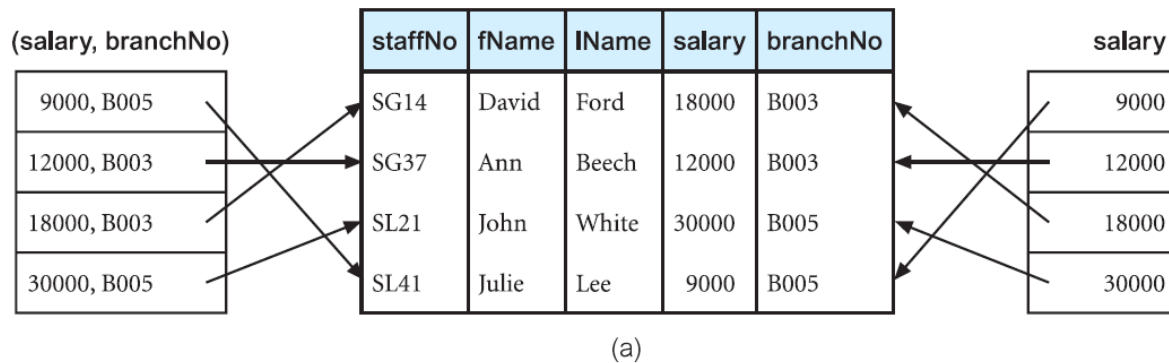 (salary, branchNo)
9000, B005
12000, B003
18000, B003
30000, B005
staffNo fName lName salary branchNo
SG14 David Ford 18000 B003
SG37 Ann Beech 12000 B003
SL21 John White 30000 B005
SL41 Julie Lee 9000 B005
salary
9000
12000
18000
30000
(a)